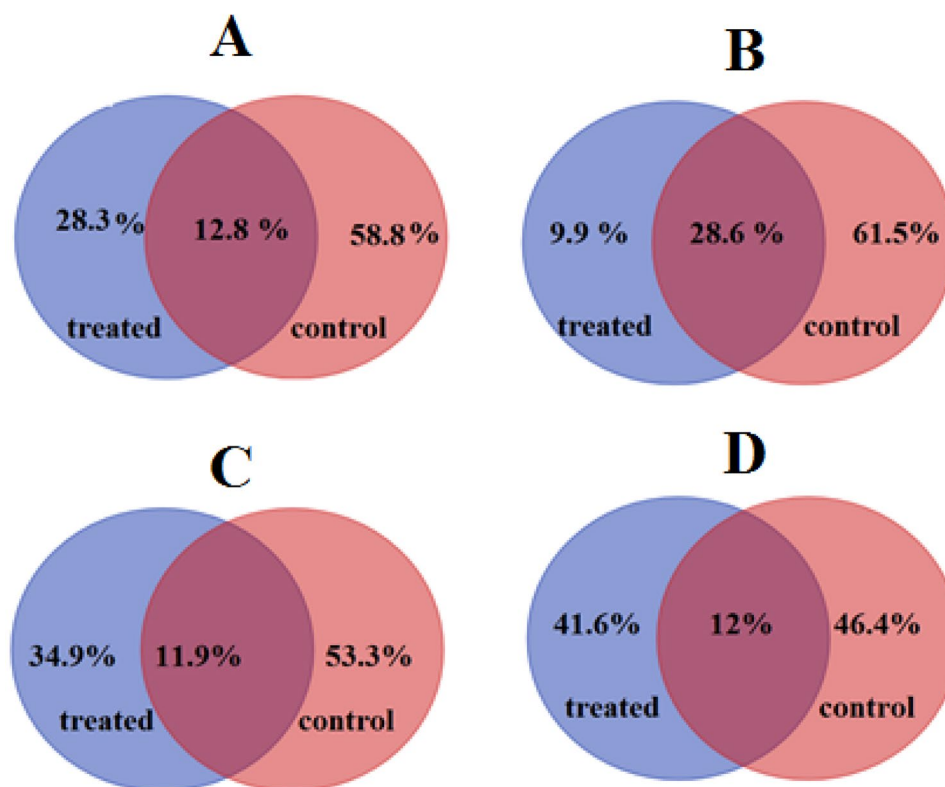 A
28.3 % 12.8 % 58.8 %
treated control
B
9.9 % 28.6 % 61.5%
treated control
C
34.9% 11.9% 53.3%
treated control
D
41.6% 12% 46.4%
treated control